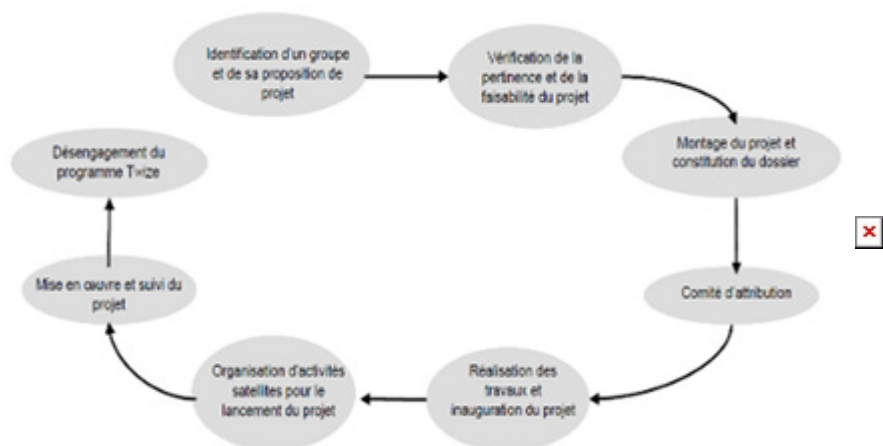 Identification d'un groupe
et de sa proposition de
projet
Vérification de la
pertinence et de la
faisabilité du projet
Montage du projet et
constitution du dossier
Comité d'attribution
Réalisation des
travaux et
inauguration du projet
Organisation d'activités
satellites pour le
lancement du projet
Mise en œuvre et suivi du
projet
Désengagement du
programme